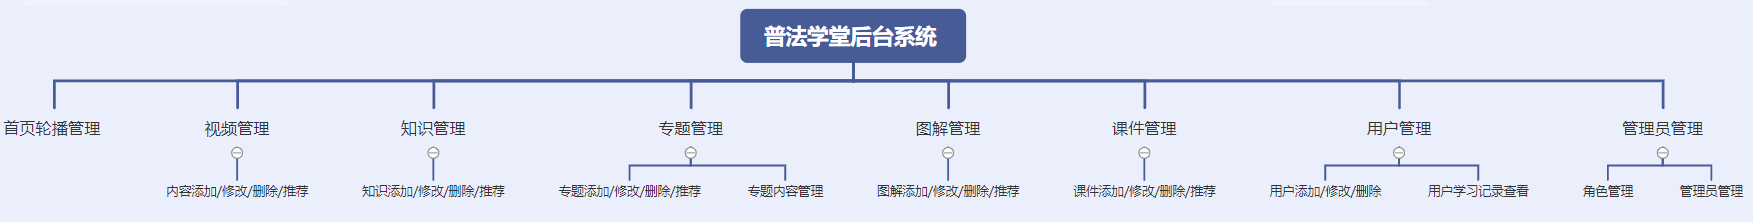 普法学堂后台系统
首页轮播管理
视频管理
知识管理
专题管理
图解管理
课件管理
用户管理
管理员管理
内容添加/修改/删除/推荐
知识添加/修改/删除/推荐
专题添加/修改/删除/推荐
专题内容管理
图解添加/修改/删除/推荐
课件添加/修改/删除/推荐
用户添加/修改/删除
用户学习记录查看
角色管理
管理员管理